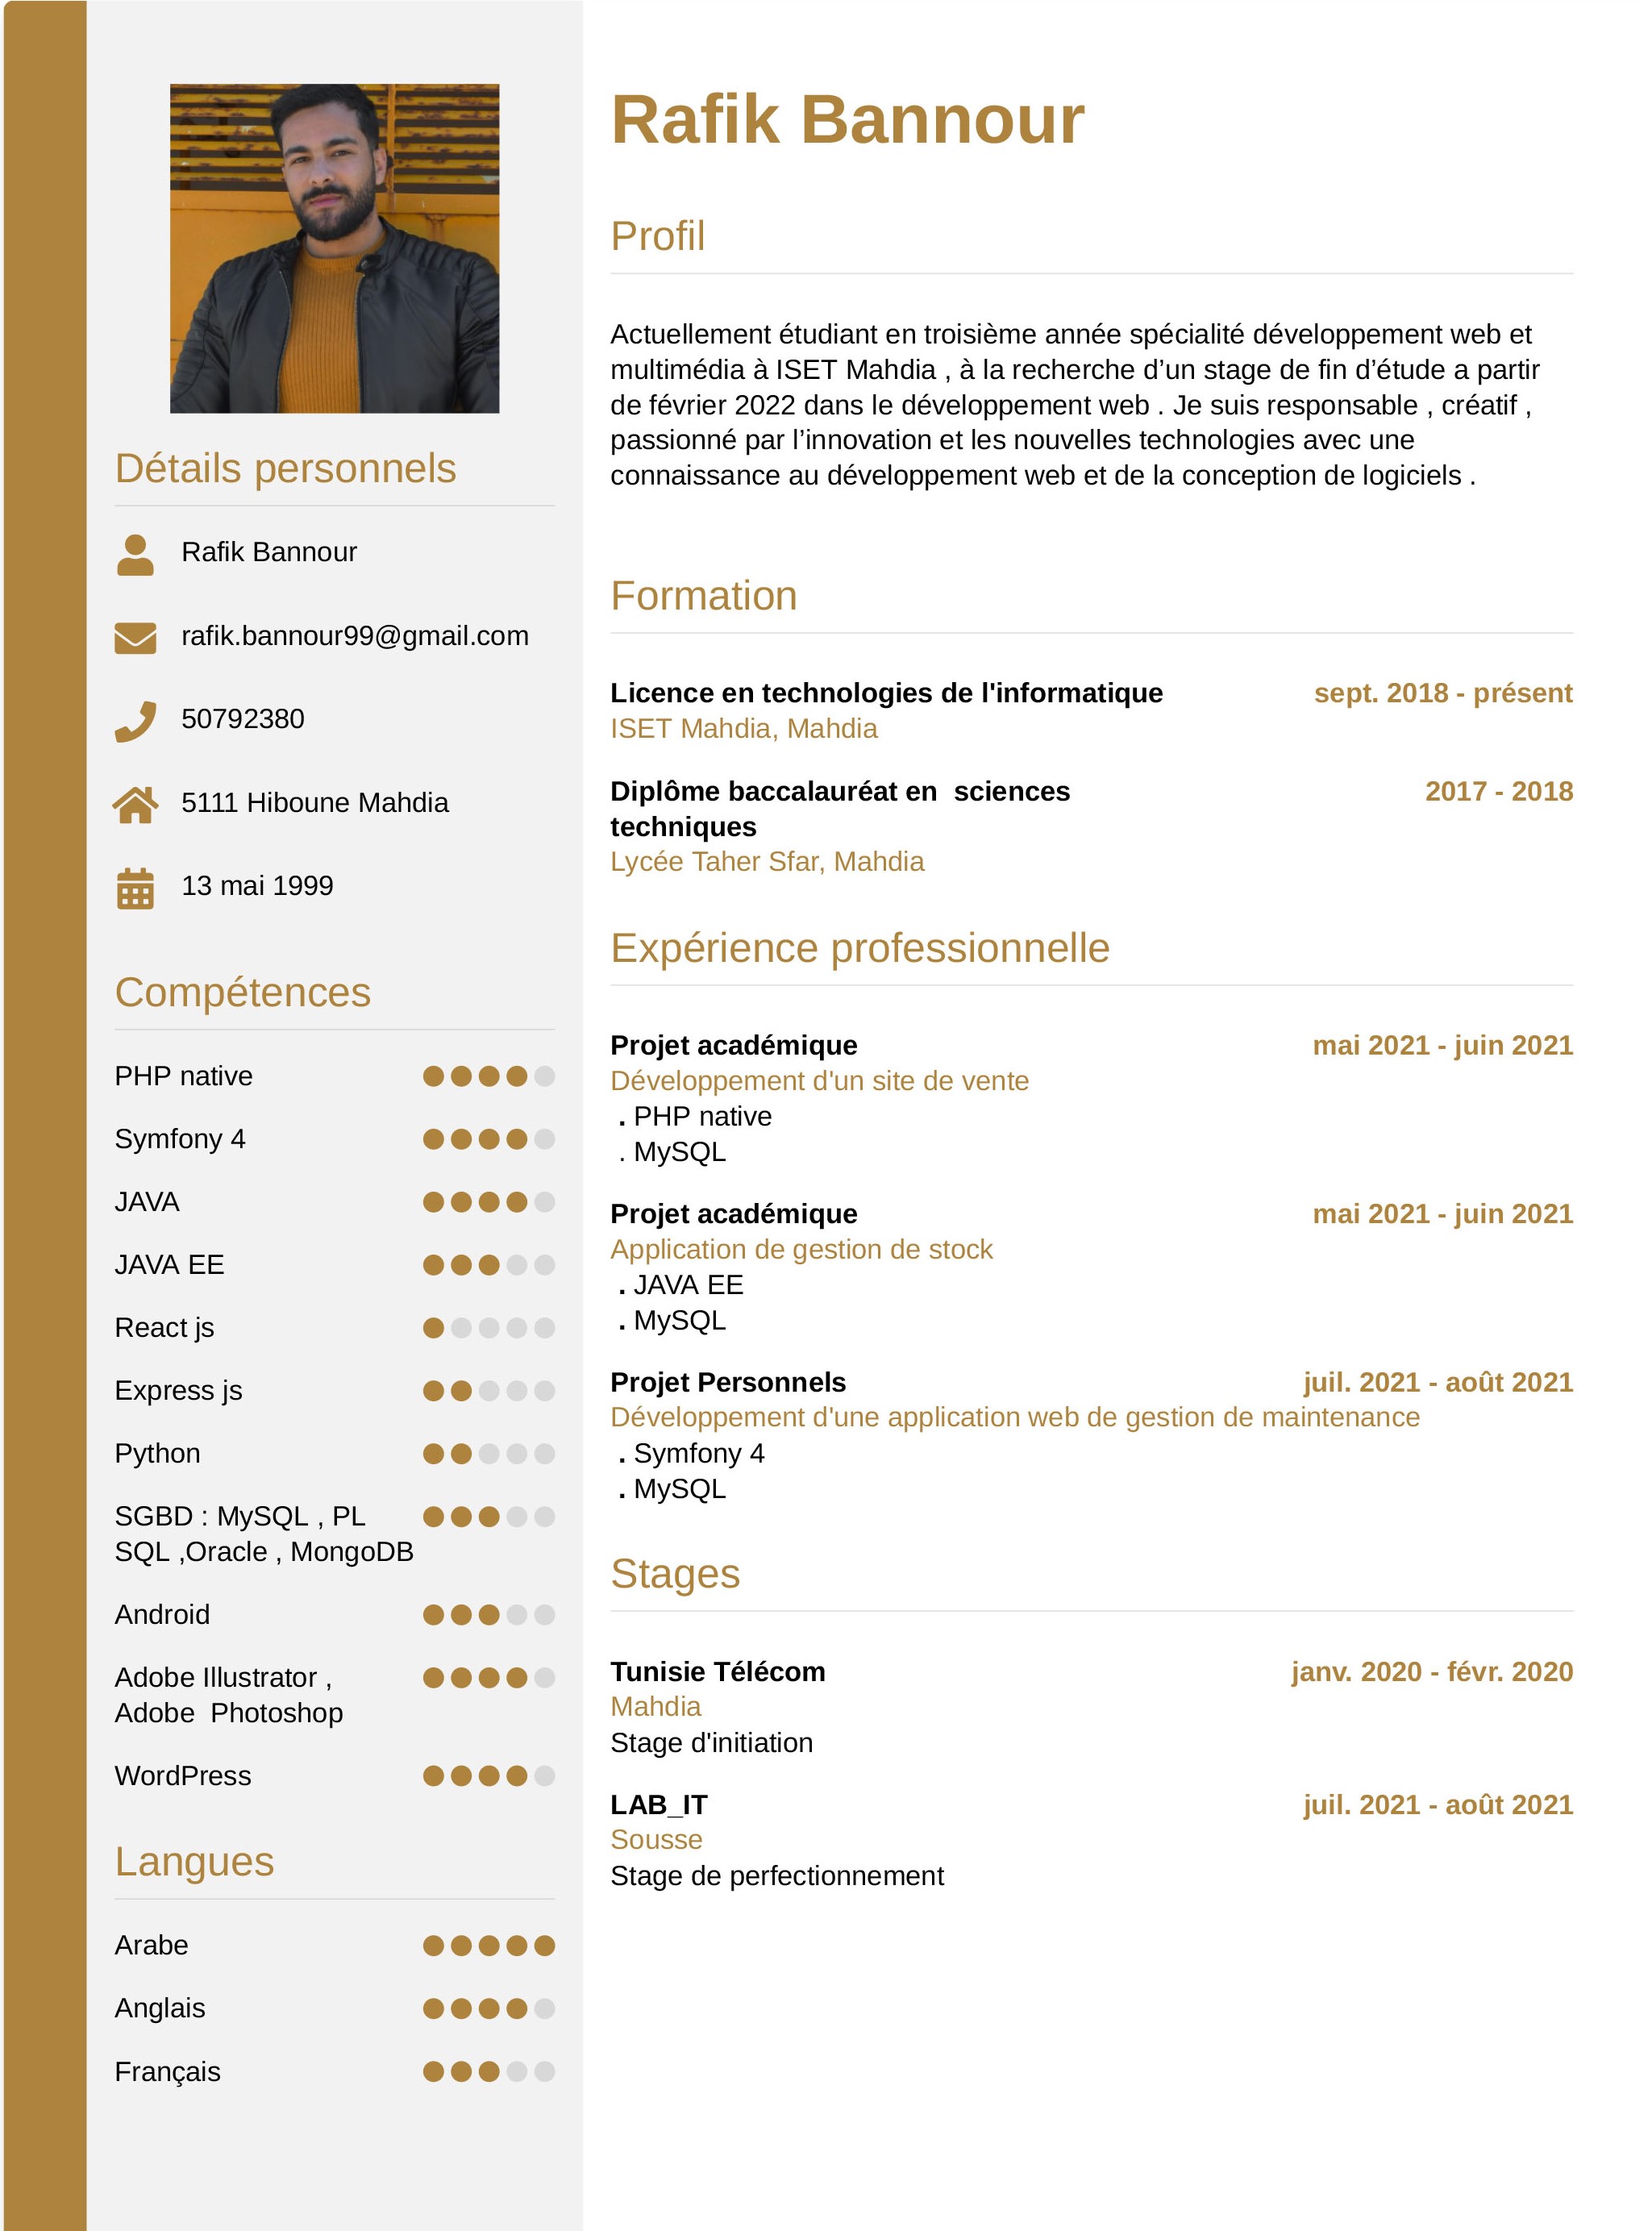 Rafik Bannour
Détails personnels
Rafik Bannour
rafik.bannour99@gmail.com
50792380
5111 Hiboune Mahdia
13 mai 1999
Compétences
PHP native
Symfony 4
JAVA
JAVA EE
React js
Express js
Python
SGBD : MySQL , PL
SQL ,Oracle , MongoDB
Android
Adobe Illustrator ,
Adobe  Photoshop
WordPress
Langues
Arabe
Anglais
Français
Profil
Actuellement étudiant en troisième année spécialité développement web et
multimédia à ISET Mahdia , à la recherche d’un stage de fin d’étude a partir
de février 2022 dans le développement web . Je suis responsable , créatif ,
passionné par l’innovation et les nouvelles technologies avec une
connaissance au développement web et de la conception de logiciels .
Formation
Licence en technologies de l'informatique sept. 2018 - présent
ISET Mahdia, Mahdia
Diplôme baccalauréat en  sciences 2017 - 2018
techniques
Lycée Taher Sfar, Mahdia
Expérience professionnelle
Projet académique mai 2021 - juin 2021
Développement d'un site de vente
. PHP native
. MySQL
Projet académique mai 2021 - juin 2021
Application de gestion de stock
. JAVA EE
. MySQL
Projet Personnels juil. 2021 - août 2021
Développement d'une application web de gestion de maintenance
. Symfony 4
. MySQL
Stages
Tunisie Télécom janv. 2020 - févr. 2020
Mahdia
Stage d'initiation
LAB_IT juil. 2021 - août 2021
Sousse
Stage de perfectionnement